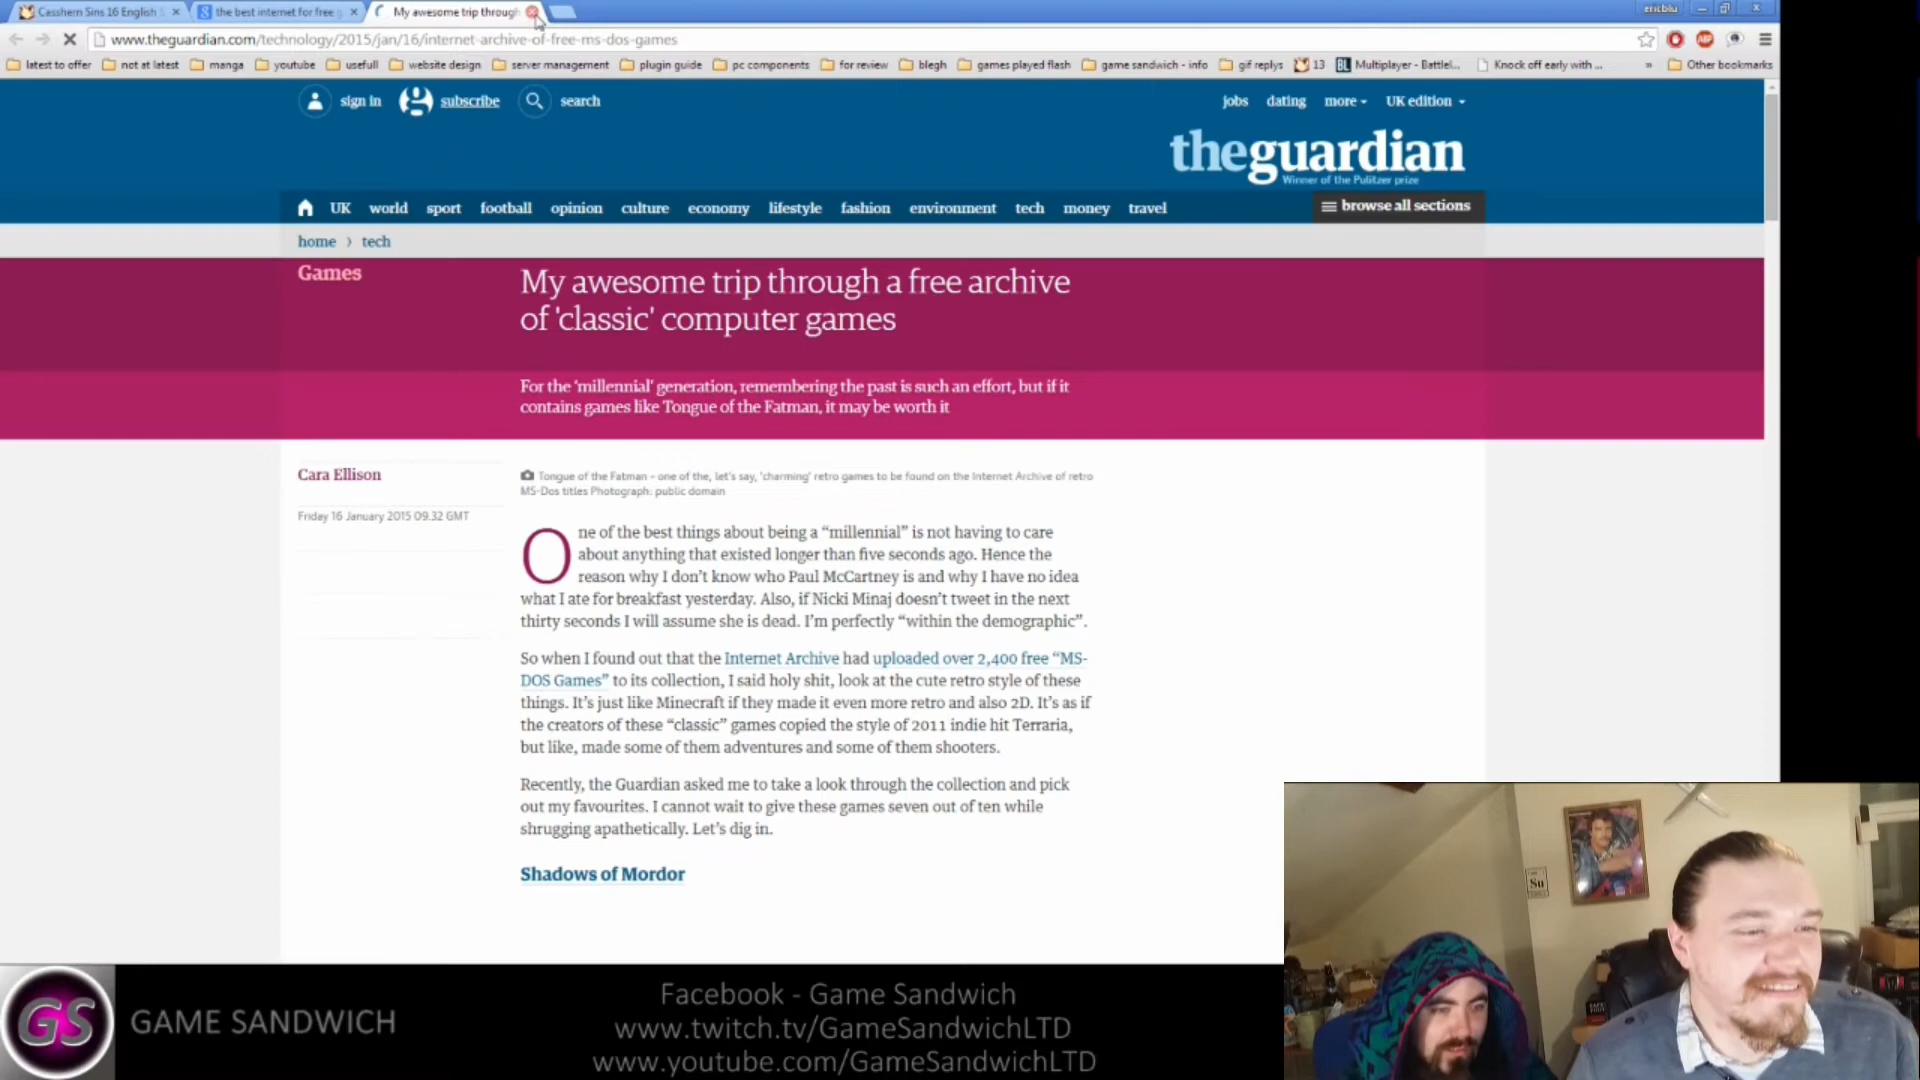 Casshern Sins 16 English
the best internet for free g
My awesome trip through
ericblu
www.theguardian.com/technology/2015/jan/16/internet-archive-of-free-ms-dos-games
ABP
latest to offer
not at latest
manga
youtube
usefull
website design
server management
plugin guide
pc components
for review
blegh
games played flash
game sandwich - info
gif replys
13
BL
Multiplayer - Battlel...
Knock off early with ...
»
Other bookmarks
sign in
subscribe
search
jobs
dating
more
UK edition
theguardian
Winner of the Pulitzer prize
UK
world
sport
football
opinion
culture
economy
lifestyle
fashion
environment
tech
money
travel
browse all sections
home › tech
Games
My awesome trip through a free archive
of 'classic' computer games
For the 'millennial' generation, remembering the past is such an effort, but if it
contains games like Tongue of the Fatman, it may be worth it
Cara Ellison
Friday 16 January 2015 09.32 GMT
Tongue of the Fatman – one of the, let's say, 'charming' retro games to be found on the Internet Archive of retro
MS-Dos titles Photograph: public domain
One of the best things about being a “millennial” is not having to care
about anything that existed longer than five seconds ago. Hence the
reason why I don’t know who Paul McCartney is and why I have no idea
what I ate for breakfast yesterday. Also, if Nicki Minaj doesn’t tweet in the next
thirty seconds I will assume she is dead. I’m perfectly “within the demographic”.
So when I found out that the Internet Archive had uploaded over 2,400 free “MS-
DOS Games” to its collection, I said holy shit, look at the cute retro style of these
things. It’s just like Minecraft if they made it even more retro and also 2D. It’s as if
the creators of these “classic” games copied the style of 2011 indie hit Terraria,
but like, made some of them adventures and some of them shooters.
Recently, the Guardian asked me to take a look through the collection and pick
out my favourites. I cannot wait to give these games seven out of ten while
shrugging apathetically. Let’s dig in.
Shadows of Mordor
Su
GS
GAME SANDWICH
Facebook - Game Sandwich
www.twitch.tv/GameSandwichLTD
www.youtube.com/GameSandwichLTD